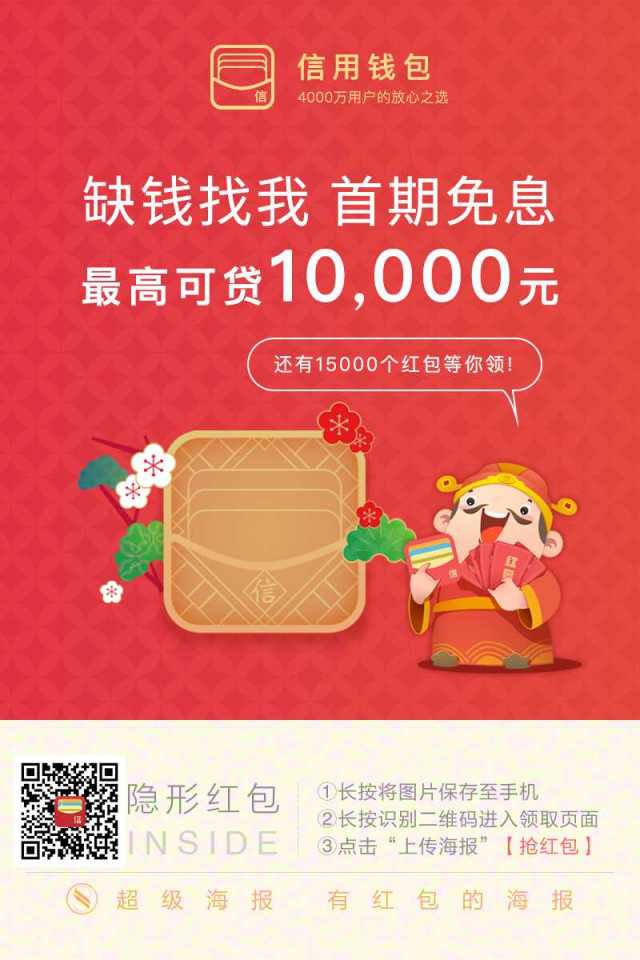 信用钱包
4000万用户的放心之选
信
缺钱找我 首期免息
最高可贷10,000元
还有15000个红包等你领!
信
信
红包
信
隐形红包
INSIDE
①长按将图片保存至手机
②长按识别二维码进入领取页面
③点击“上传海报”【抢红包】
超级海报 有红包的海报